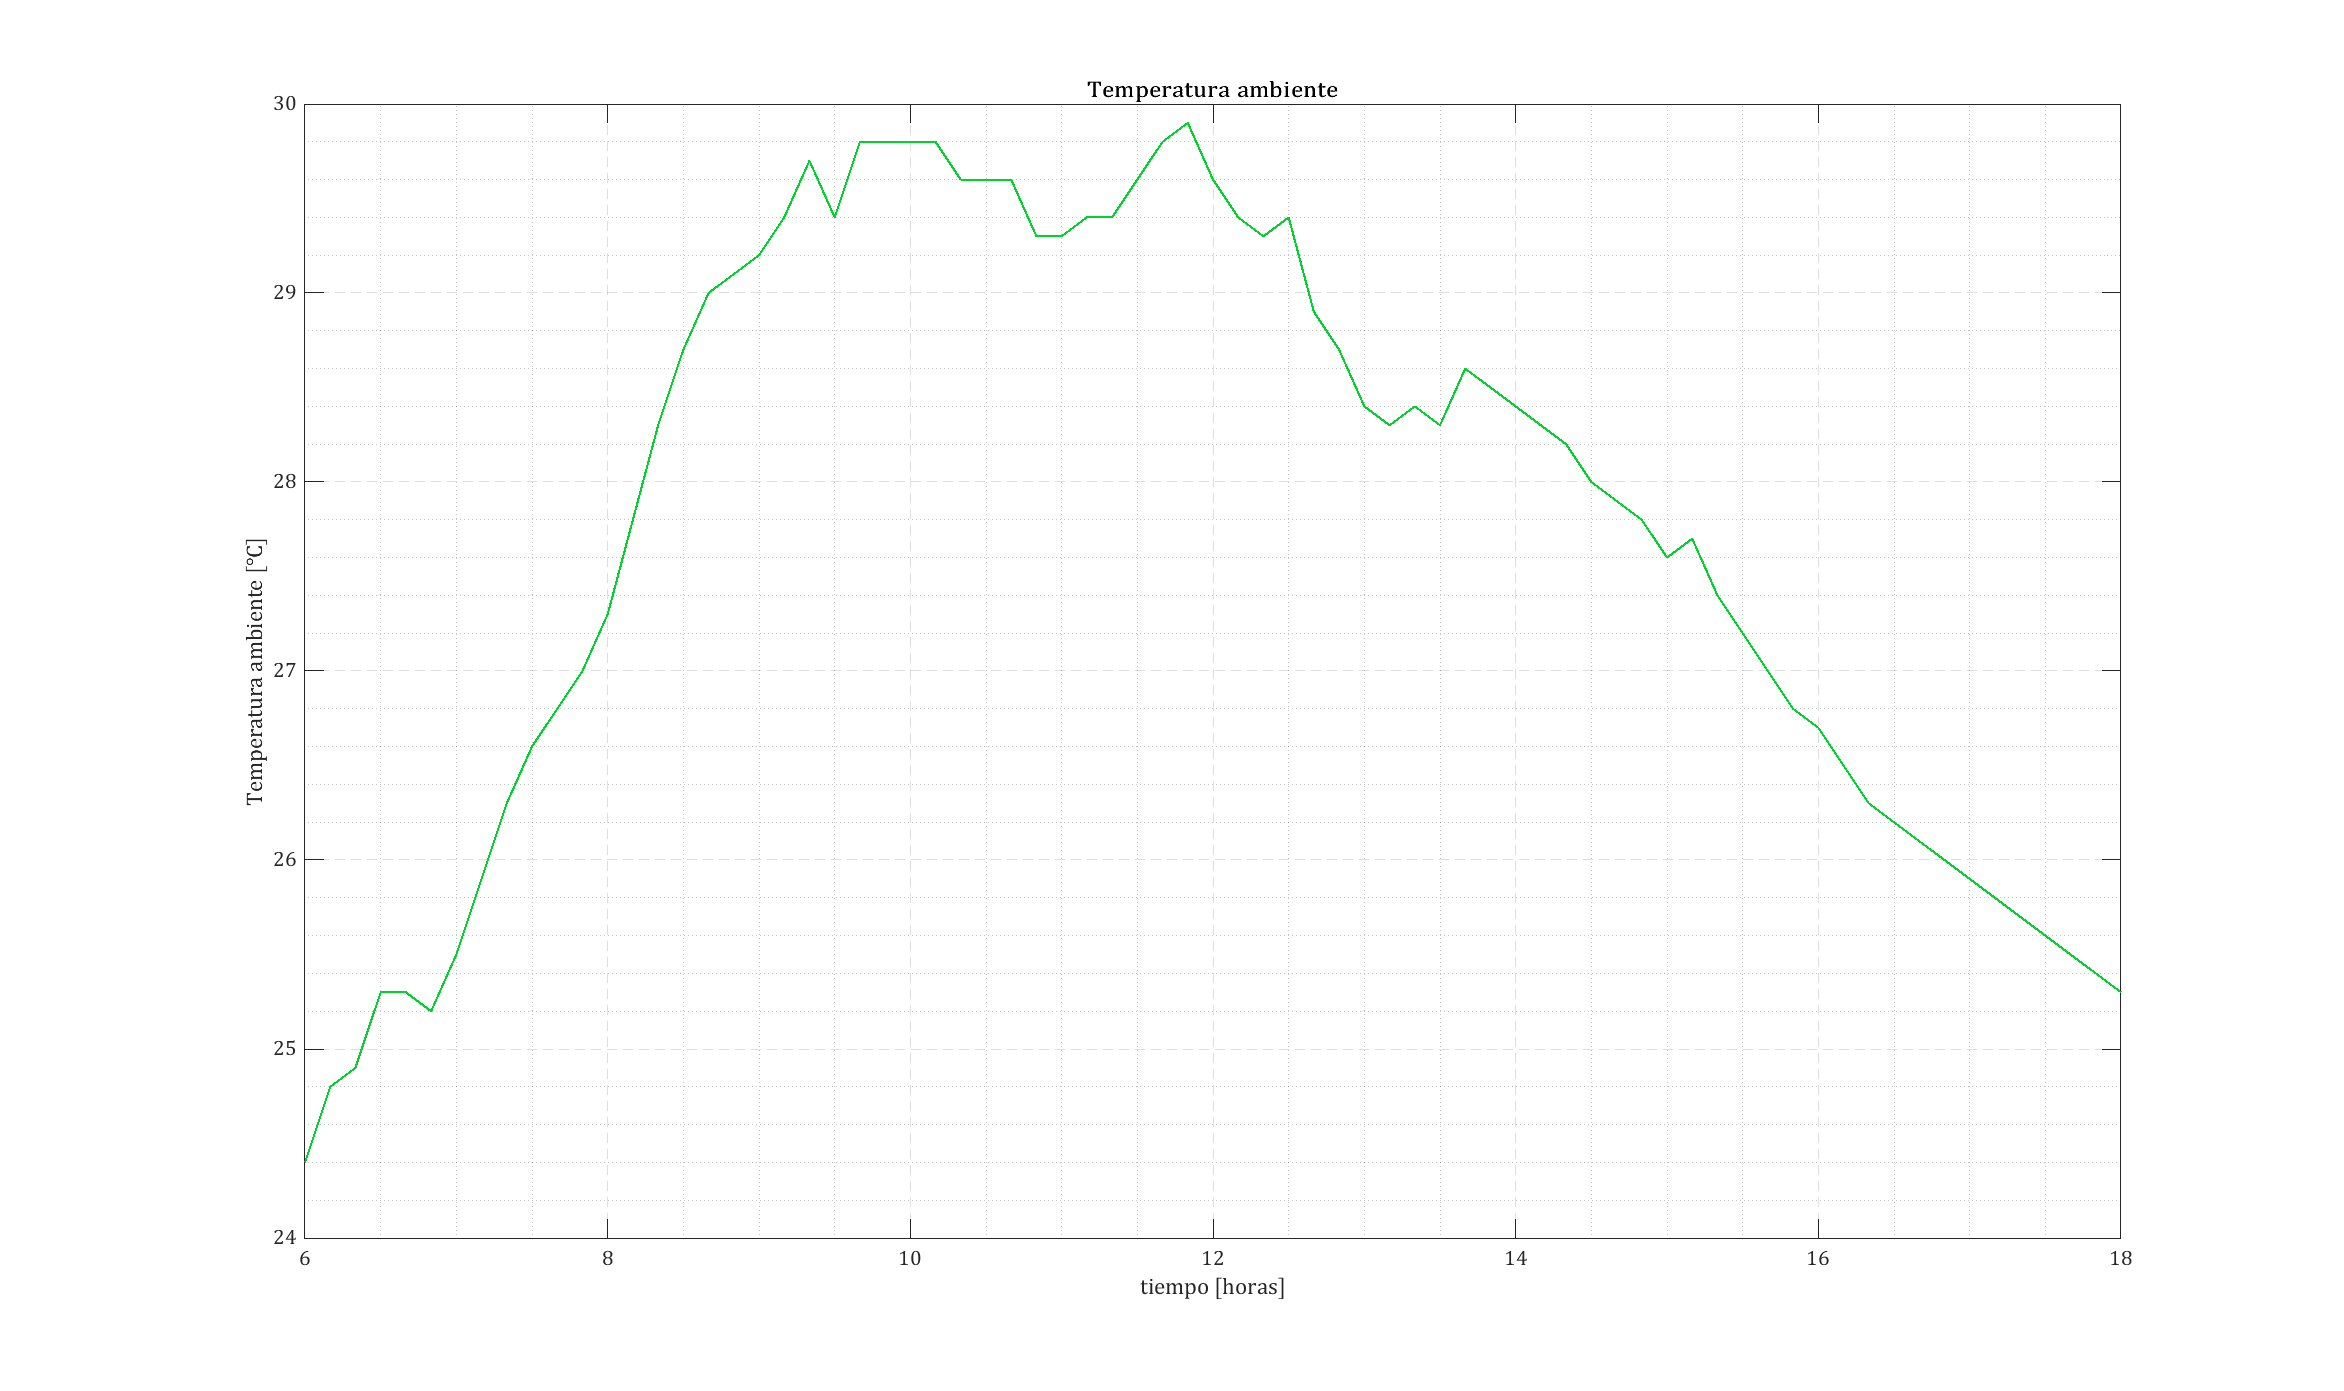 Temperatura ambiente
30
29
28
27
26
25
24
Temperatura ambiente [°C]
6 8 10 12 14 16 18
tiempo [horas]